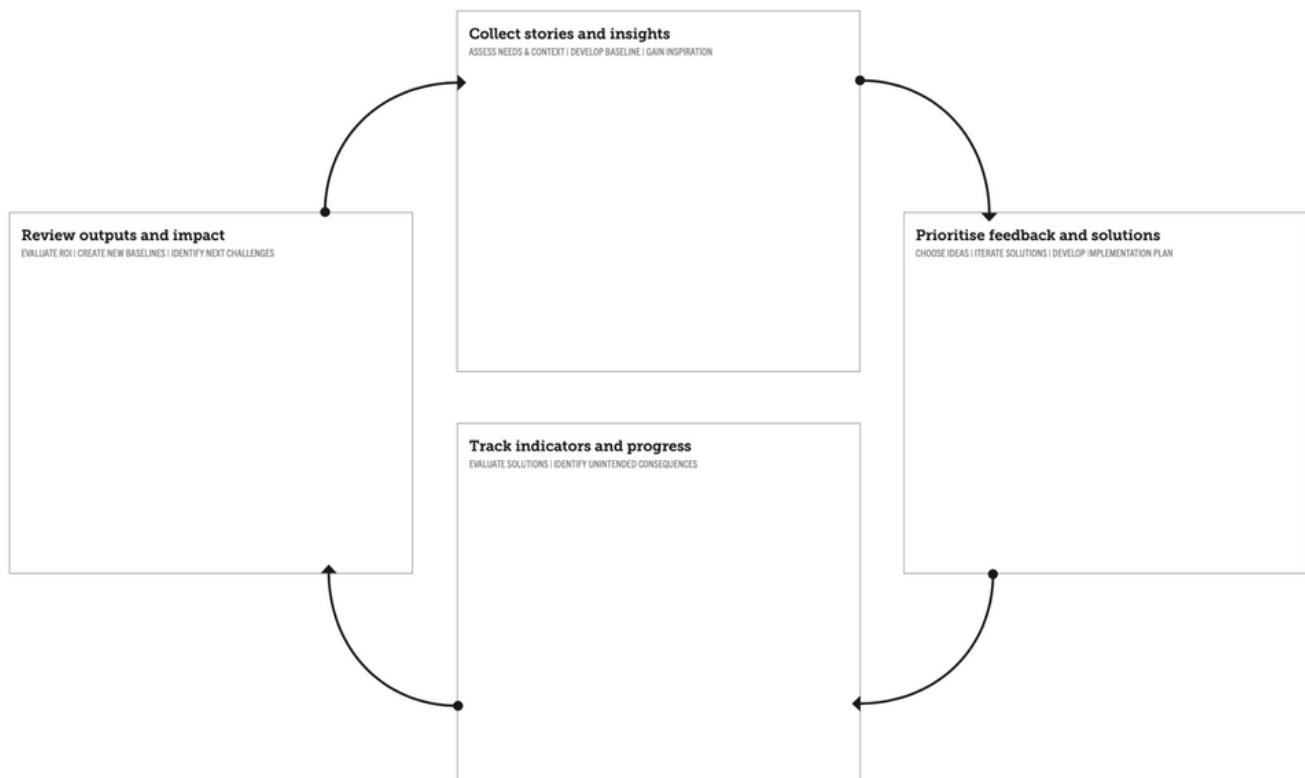 Collect stories and insights
ASSESS NEEDS & CONTEXT | DEVELOP BASELINE | GAIN INSPIRATION
Review outputs and impact
EVALUATE ROI | CREATE NEW BASELINES | IDENTIFY NEXT CHALLENGES
Prioritise feedback and solutions
CHOOSE IDEAS | ITERATE SOLUTIONS | DEVELOP IMPLEMENTATION PLAN
Track indicators and progress
EVALUATE SOLUTIONS | IDENTIFY UNINTENDED CONSEQUENCES